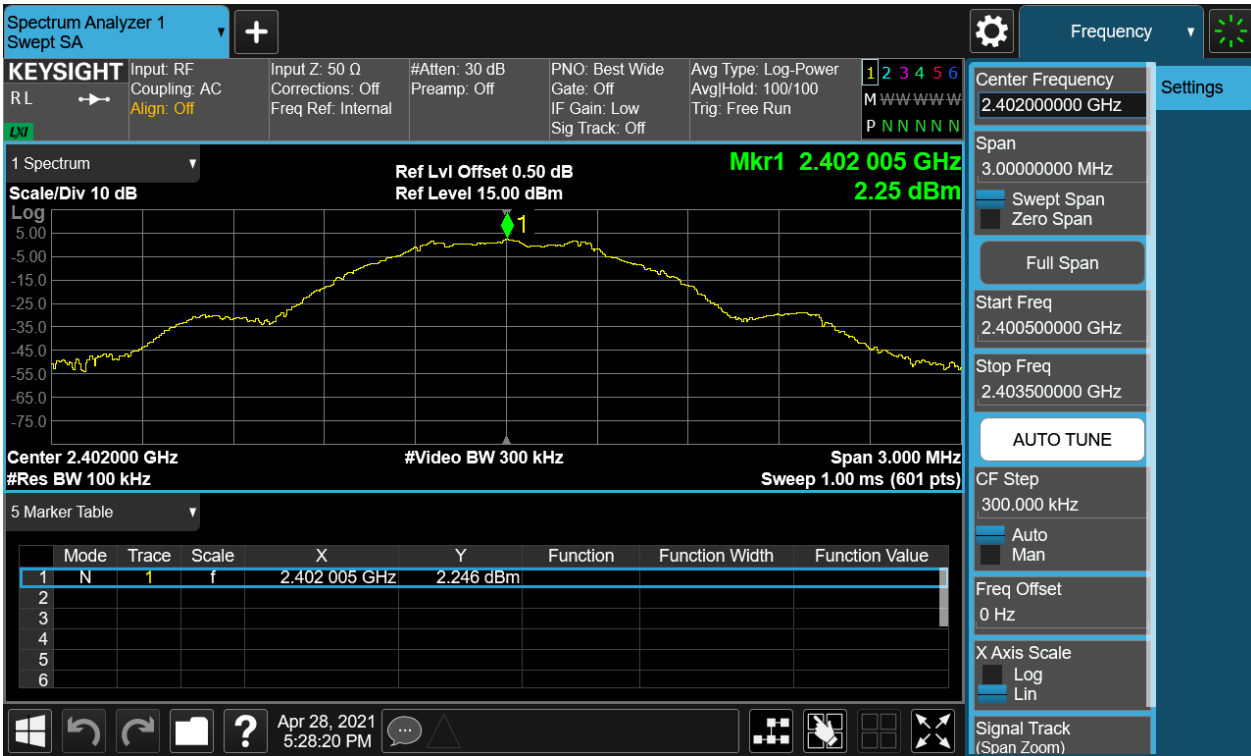 Spectrum Analyzer 1
Swept SA
+
Frequency
KEYSIGHT
R L
LXI
Input: RF
Coupling: AC
Align: Off
Input Z: 50 Ω
Corrections: Off
Freq Ref: Internal
#Atten: 30 dB
Preamp: Off
PNO: Best Wide
Gate: Off
IF Gain: Low
Sig Track: Off
Avg Type: Log-Power
Avg|Hold: 100/100
Trig: Free Run
1 2 3 4 5 6
M W W W W W
P N N N N N
1 Spectrum
Scale/Div 10 dB
Ref Lvl Offset 0.50 dB
Ref Level 15.00 dBm
Mkr1 2.402 005 GHz
2.25 dBm
Log
1
5.00
-5.00
-15.0
-25.0
-35.0
-45.0
-55.0
-65.0
-75.0
Center 2.402000 GHz
#Video BW 300 kHz
Span 3.000 MHz
#Res BW 100 kHz
Sweep 1.00 ms (601 pts)
5 Marker Table
Mode Trace Scale X Y Function Function Width Function Value
1 N 1 f 2.402 005 GHz 2.246 dBm
2
3
4
5
6
?
Apr 28, 2021
5:28:20 PM
Center Frequency
2.402000000 GHz
Settings
Span
3.00000000 MHz
Swept Span
Zero Span
Full Span
Start Freq
2.400500000 GHz
Stop Freq
2.403500000 GHz
AUTO TUNE
CF Step
300.000 kHz
Auto
Man
Freq Offset
0 Hz
X Axis Scale
Log
Lin
Signal Track
(Span Zoom)